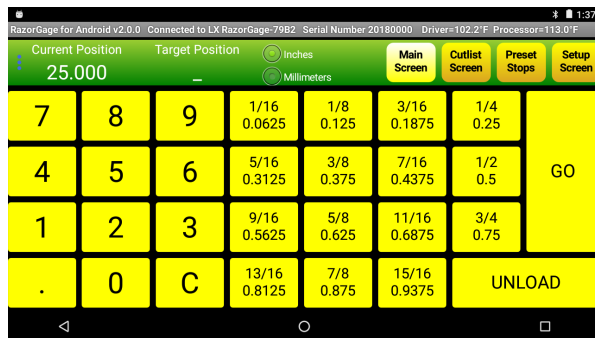 1:37
RazorGage for Android v2.0.0 Connected to LX RazorGage-79B2 Serial Number 20180000 Driver=102.2°F Processor=113.0°F
Current Position
25.000
Target Position
_
Inches
Millimeters
Main
Screen
Cutlist
Screen
Preset
Stops
Setup
Screen
7 8 9 1/16 1/8 3/16 1/4
0.0625 0.125 0.1875 0.25
4 5 6 5/16 3/8 7/16 1/2
0.3125 0.375 0.4375 0.5
GO
1 2 3 9/16 5/8 11/16 3/4
0.5625 0.625 0.6875 0.75
. 0 C 13/16 7/8 15/16
0.8125 0.875 0.9375
UNLOAD